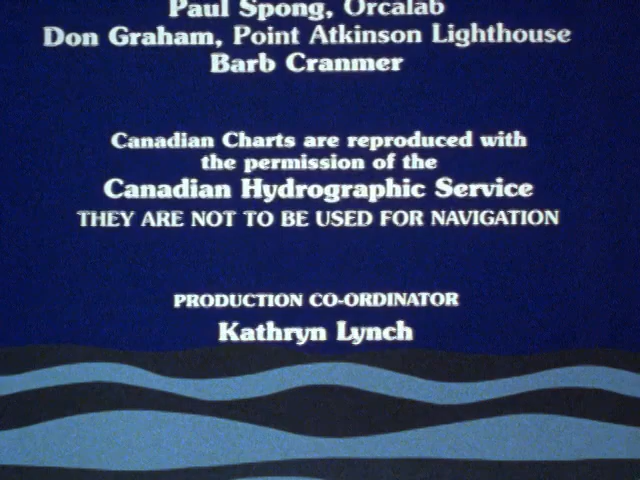 Paul Spong, Orcalab
Don Graham, Point Atkinson Lighthouse
Barb Cranmer
Canadian Charts are reproduced with
the permission of the
Canadian Hydrographic Service
THEY ARE NOT TO BE USED FOR NAVIGATION
PRODUCTION CO-ORDINATOR
Kathryn Lynch